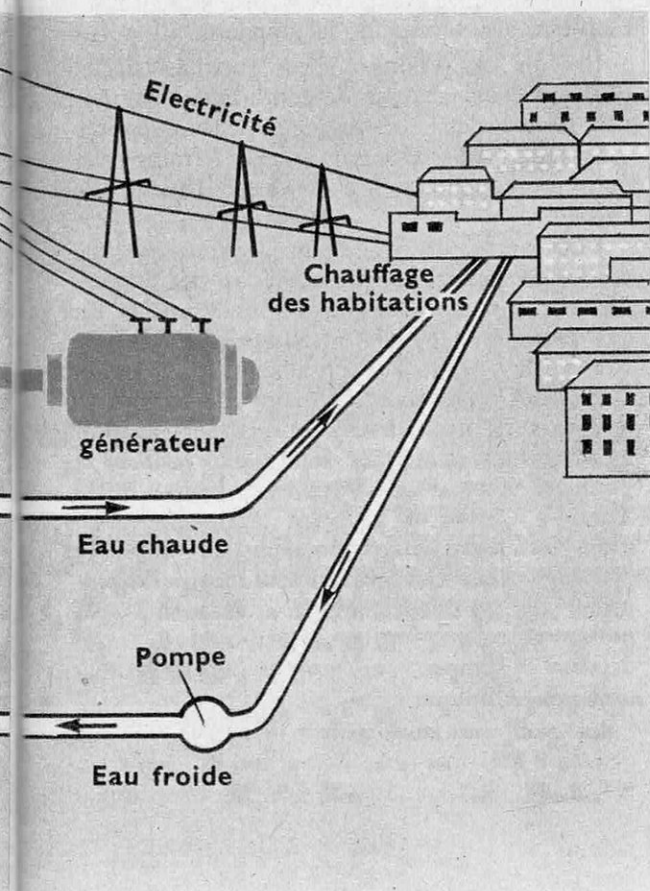 Electricité
Chauffage
des habitations
générateur
Eau chaude
Pompe
Eau froide